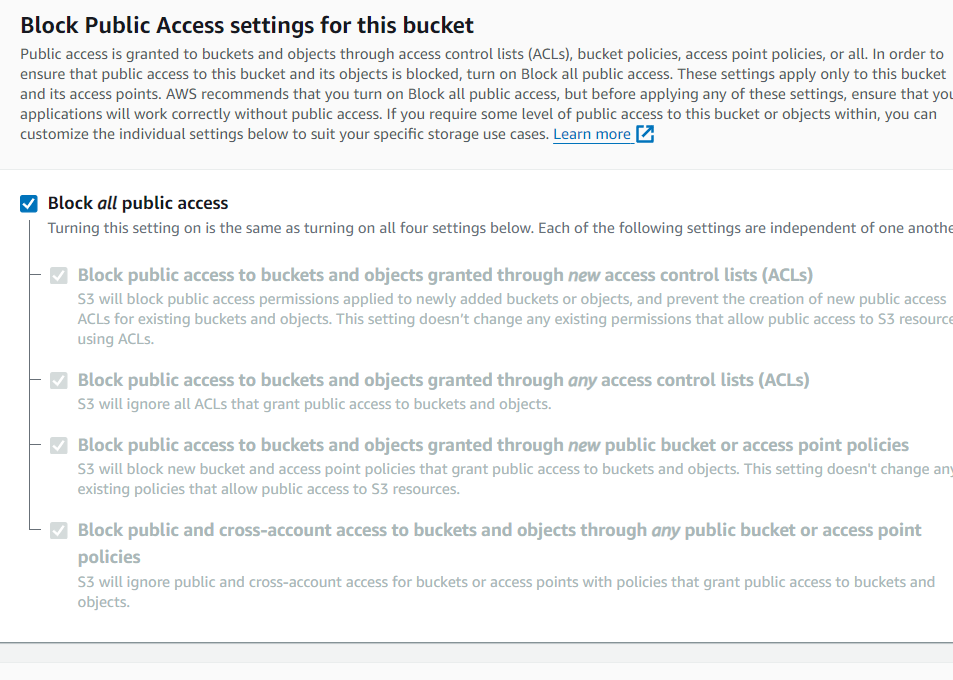 Block Public Access settings for this bucket
Public access is granted to buckets and objects through access control lists (ACLs), bucket policies, access point policies, or all. In order to
ensure that public access to this bucket and its objects is blocked, turn on Block all public access. These settings apply only to this bucket
and its access points. AWS recommends that you turn on Block all public access, but before applying any of these settings, ensure that you
applications will work correctly without public access. If you require some level of public access to this bucket or objects within, you can
customize the individual settings below to suit your specific storage use cases. Learn more
Block all public access
Turning this setting on is the same as turning on all four settings below. Each of the following settings are independent of one anothe
Block public access to buckets and objects granted through new access control lists (ACLs)
S3 will block public access permissions applied to newly added buckets or objects, and prevent the creation of new public access
ACLs for existing buckets and objects. This setting doesn't change any existing permissions that allow public access to S3 resource
using ACLs.
Block public access to buckets and objects granted through any access control lists (ACLs)
S3 will ignore all ACLs that grant public access to buckets and objects.
Block public access to buckets and objects granted through new public bucket or access point policies
S3 will block new bucket and access point policies that grant public access to buckets and objects. This setting doesn't change any
existing policies that allow public access to S3 resources.
Block public and cross-account access to buckets and objects through any public bucket or access point
policies
S3 will ignore public and cross-account access for buckets or access points with policies that grant public access to buckets and
objects.